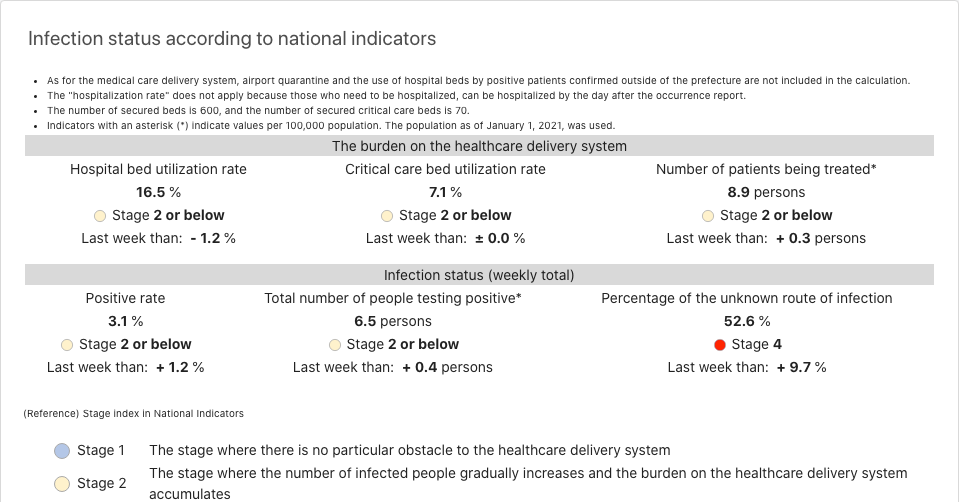 Infection status according to national indicators
• As for the medical care delivery system, airport quarantine and the use of hospital beds by positive patients confirmed outside of the prefecture are not included in the calculation.
• The "hospitalization rate" does not apply because those who need to be hospitalized, can be hospitalized by the day after the occurrence report.
• The number of secured beds is 600, and the number of secured critical care beds is 70.
• Indicators with an asterisk (*) indicate values per 100,000 population. The population as of January 1, 2021, was used.
The burden on the healthcare delivery system
Hospital bed utilization rate Critical care bed utilization rate Number of patients being treated*
16.5 % 7.1 % 8.9 persons
Stage 2 or below Stage 2 or below Stage 2 or below
Last week than: - 1.2 % Last week than: ± 0.0 % Last week than: + 0.3 persons
Infection status (weekly total)
Positive rate Total number of people testing positive* Percentage of the unknown route of infection
3.1 % 6.5 persons 52.6 %
Stage 2 or below Stage 2 or below Stage 4
Last week than: + 1.2 % Last week than: + 0.4 persons Last week than: + 9.7 %
(Reference) Stage index in National Indicators
Stage 1 The stage where there is no particular obstacle to the healthcare delivery system
Stage 2 The stage where the number of infected people gradually increases and the burden on the healthcare delivery system
accumulates